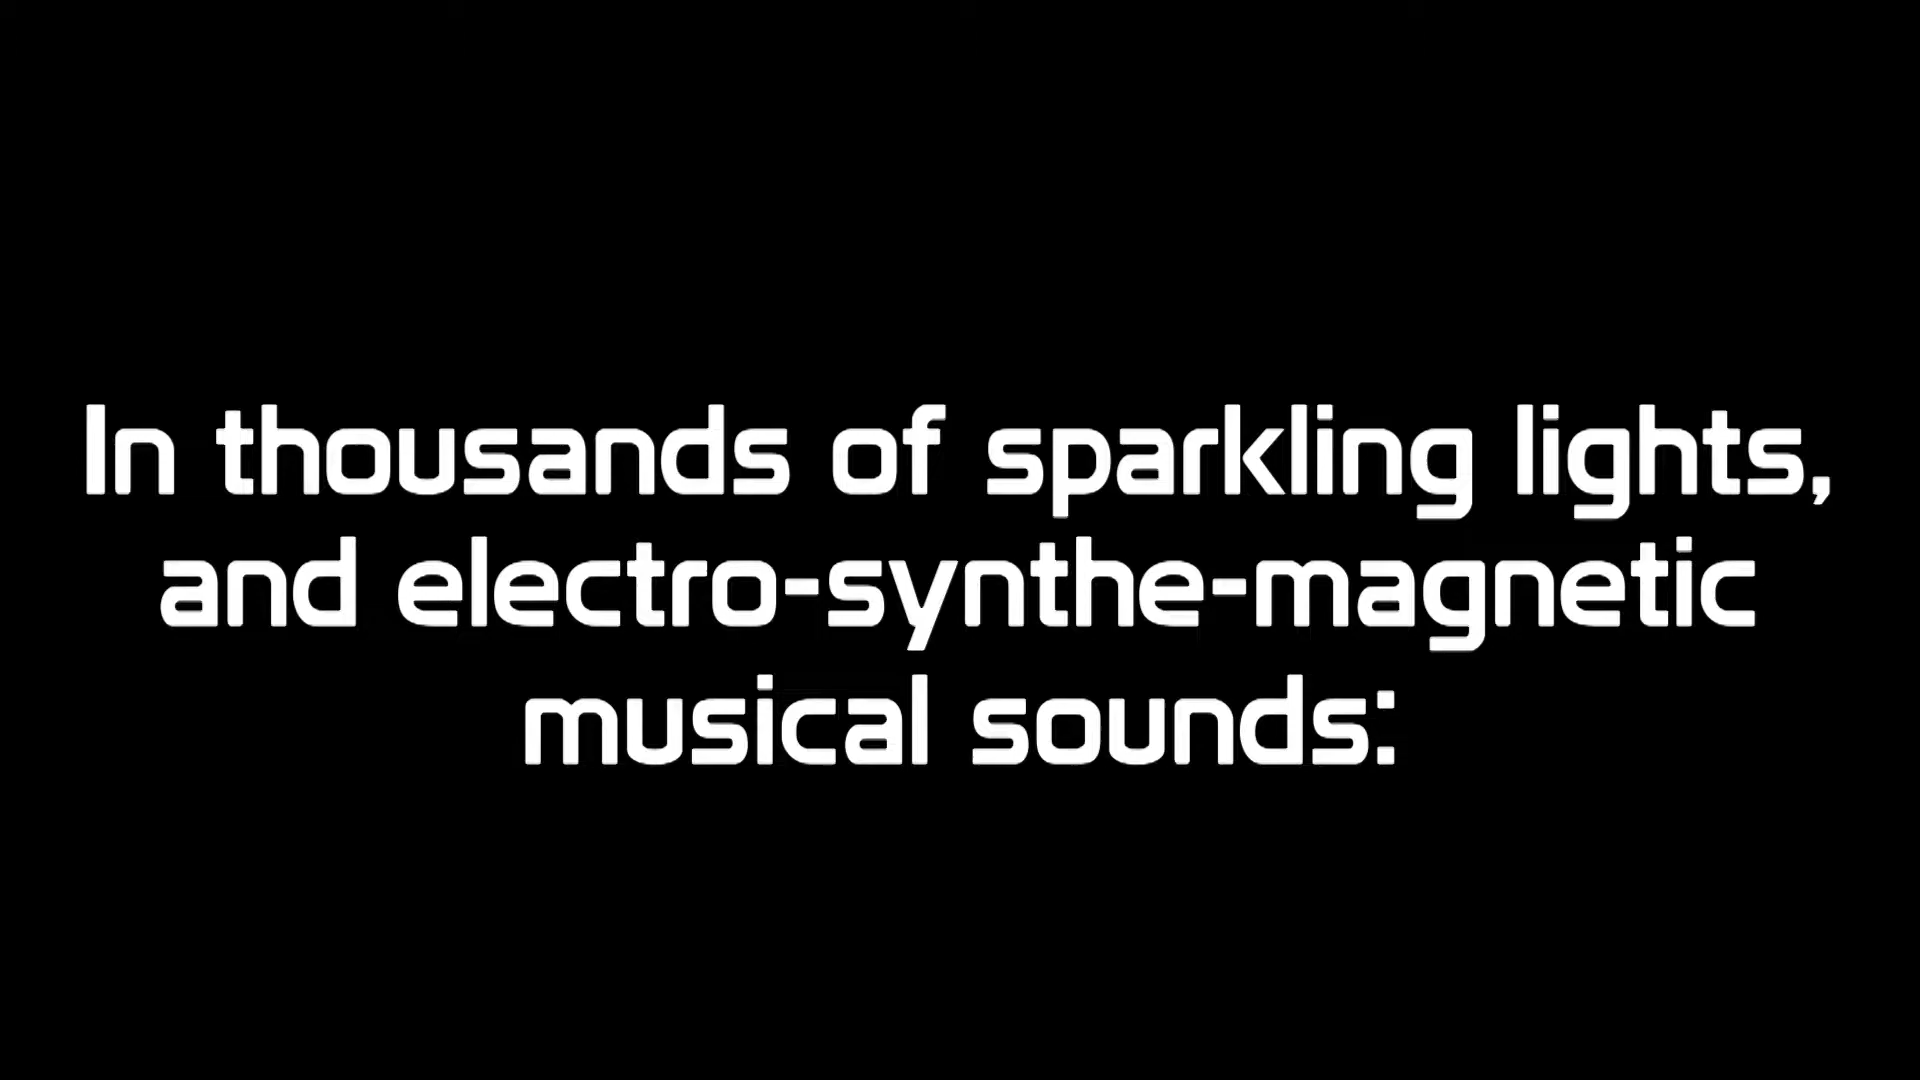 In thousands of sparkling lights,
and electro-synthe-magnetic
musical sounds: